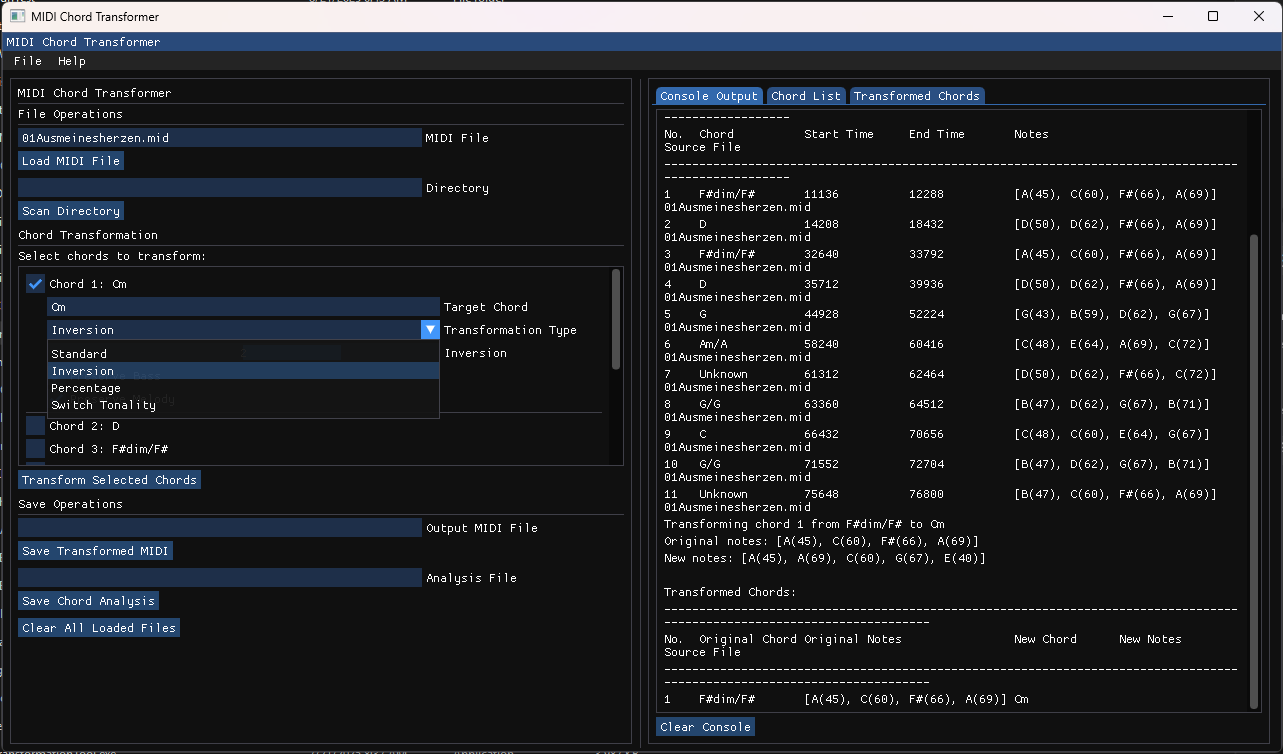 MIDI Chord Transformer
MIDI Chord Transformer
File Help
MIDI Chord Transformer
File Operations
01Ausmeinesherzen.mid MIDI File
Load MIDI File
Directory
Scan Directory
Chord Transformation
Select chords to transform:
Chord 1: Cm
Cm Target Chord
Inversion Transformation Type
Standard Inversion
Inversion
Percentage
Switch Tonality
Chord 2: D
Chord 3: F#dim/F#
Transform Selected Chords
Save Operations
Output MIDI File
Save Transformed MIDI
Analysis File
Save Chord Analysis
Clear All Loaded Files
Console Output Chord List Transformed Chords
------------------
No. Chord Start Time End Time Notes
Source File
----------------------------------------------------------------------------------
------------------
1 F#dim/F# 11136 12288 [A(45), C(60), F#(66), A(69)]
01Ausmeinesherzen.mid
2 D 14208 18432 [D(50), D(62), F#(66), A(69)]
01Ausmeinesherzen.mid
3 F#dim/F# 32640 33792 [A(45), C(60), F#(66), A(69)]
01Ausmeinesherzen.mid
4 D 35712 39936 [D(50), D(62), F#(66), A(69)]
01Ausmeinesherzen.mid
5 G 44928 52224 [G(43), B(59), D(62), G(67)]
01Ausmeinesherzen.mid
6 Am/A 58240 60416 [C(48), E(64), A(69), C(72)]
01Ausmeinesherzen.mid
7 Unknown 61312 62464 [D(50), D(62), F#(66), C(72)]
01Ausmeinesherzen.mid
8 G/G 63360 64512 [B(47), D(62), G(67), B(71)]
01Ausmeinesherzen.mid
9 C 66432 70656 [C(48), C(60), E(64), G(67)]
01Ausmeinesherzen.mid
10 G/G 71552 72704 [B(47), D(62), G(67), B(71)]
01Ausmeinesherzen.mid
11 Unknown 75648 76800 [B(47), C(60), F#(66), A(69)]
01Ausmeinesherzen.mid
Transforming chord 1 from F#dim/F# to Cm
Original notes: [A(45), C(60), F#(66), A(69)]
New notes: [A(45), A(69), C(60), G(67), E(40)]
Transformed Chords:
----------------------------------------------------------------------------------
--------------------------------------
No. Original Chord Original Notes New Chord New Notes
Source File
----------------------------------------------------------------------------------
--------------------------------------
1 F#dim/F# [A(45), C(60), F#(66), A(69)] Cm
Clear Console